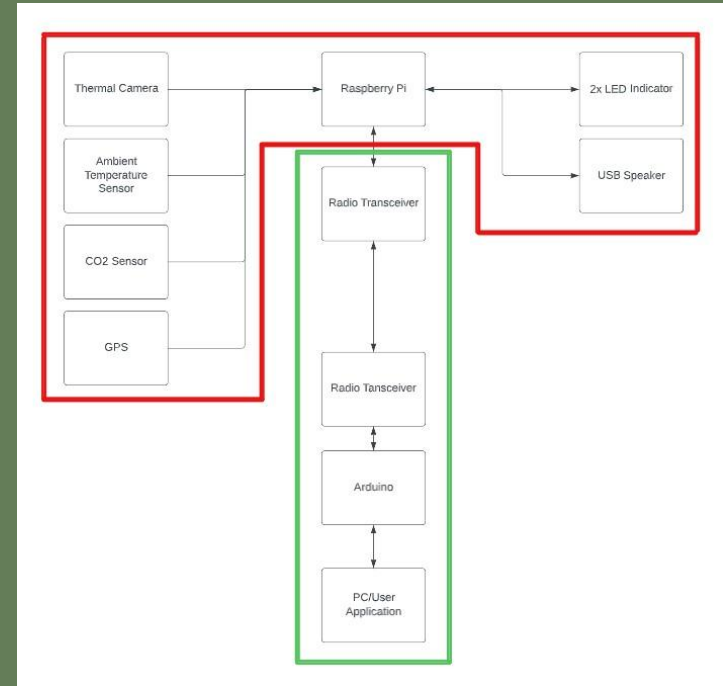 Thermal Camera
Raspberry Pi
2x LED Indicator
Ambient
Temperature
Sensor
USB Speaker
Radio Transceiver
CO2 Sensor
GPS
Radio Tansceiver
Arduino
PC/User
Application